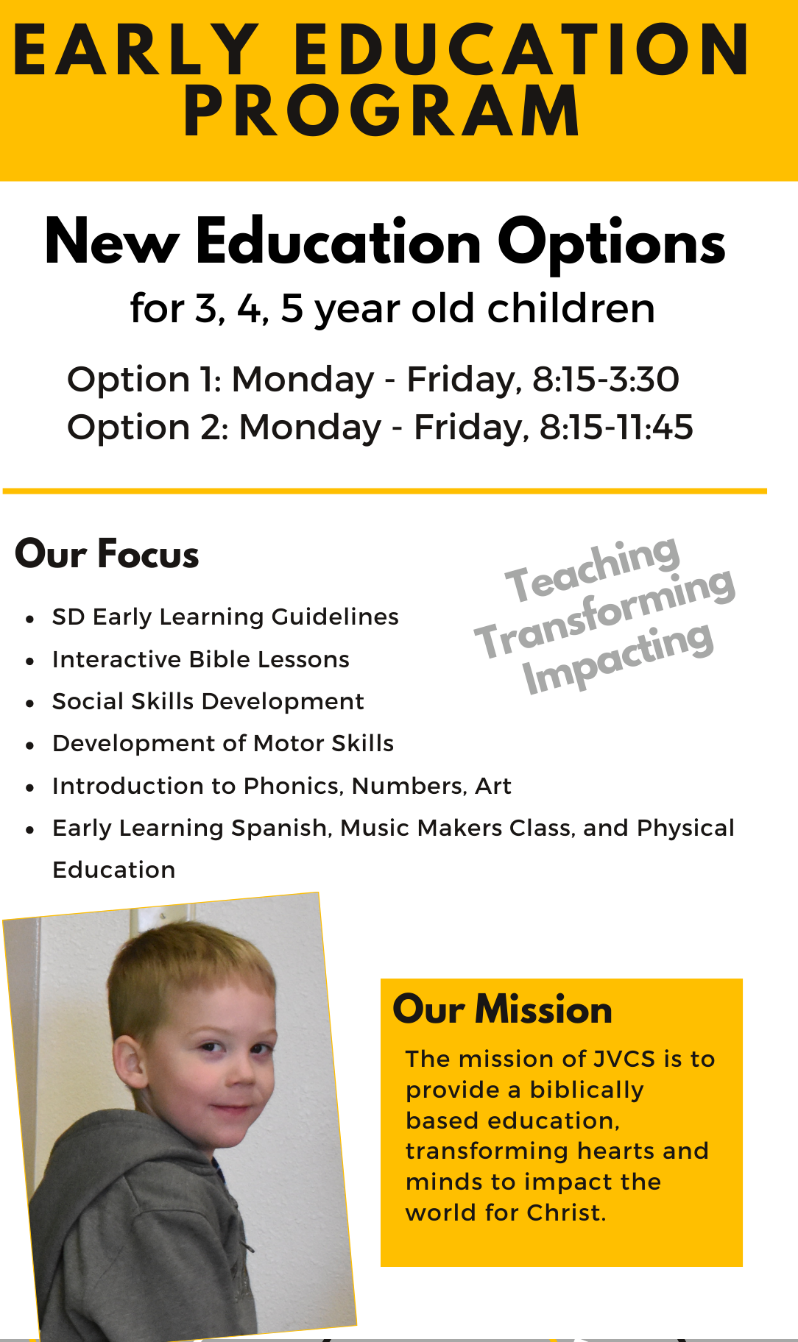 EARLY EDUCATION
PROGRAM
New Education Options
for 3, 4, 5 year old children
Option 1: Monday - Friday, 8:15-3:30
Option 2: Monday - Friday, 8:15-11:45
Our Focus
• SD Early Learning Guidelines
• Interactive Bible Lessons
• Social Skills Development
• Development of Motor Skills
• Introduction to Phonics, Numbers, Art
• Early Learning Spanish, Music Makers Class, and Physical
Education
Teaching
Transforming
Impacting
Our Mission
The mission of JVCS is to
provide a biblically
based education,
transforming hearts and
minds to impact the
world for Christ.